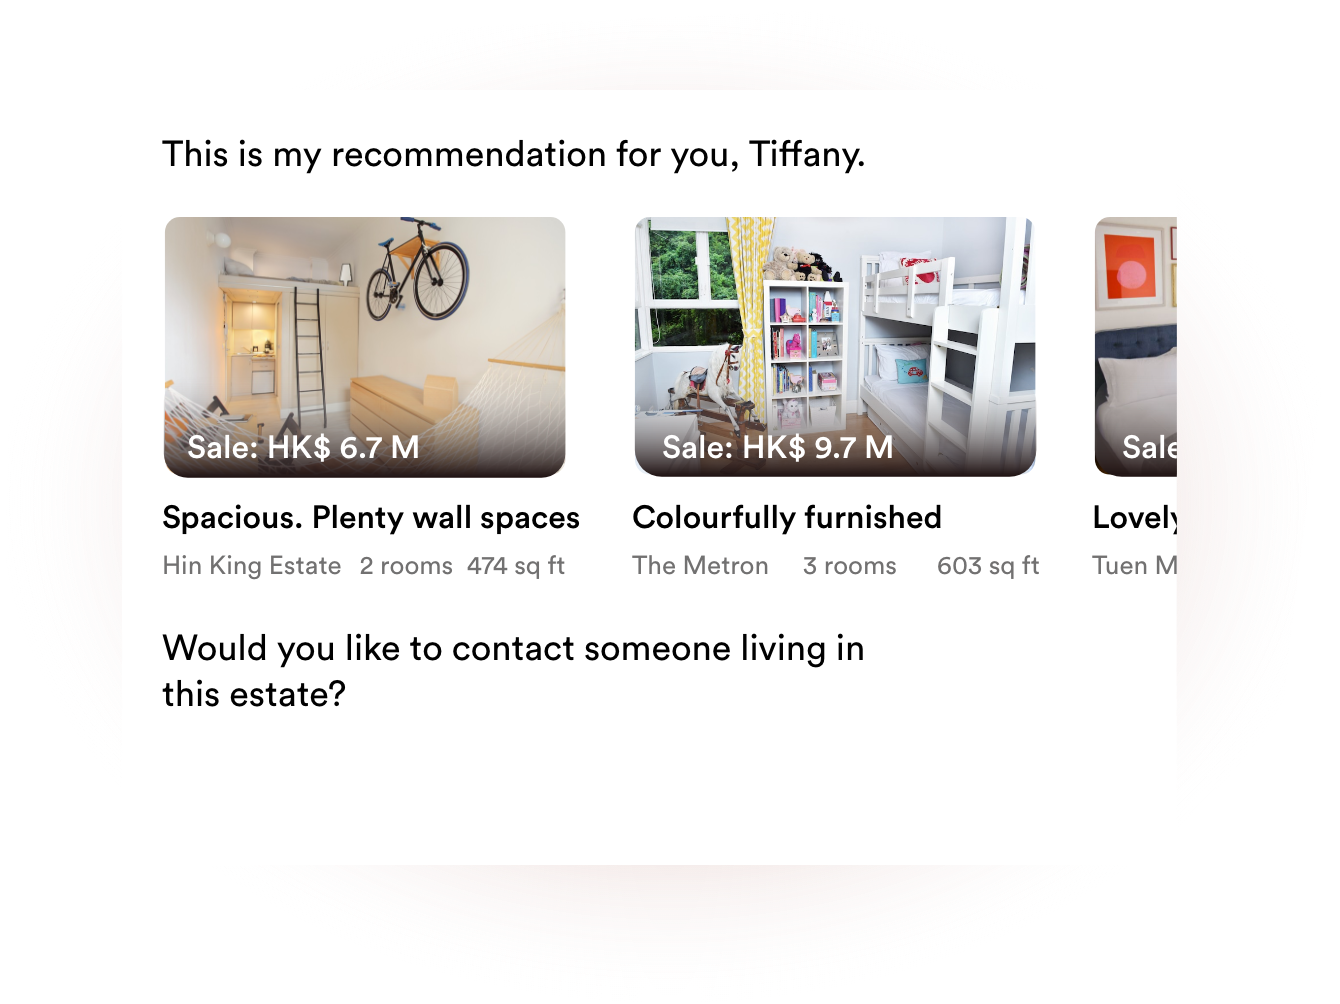 This is my recommendation for you, Tiffany.
Sale: HK$ 6.7 M
Spacious. Plenty wall spaces
Hin King Estate 2 rooms 474 sq ft
Sale: HK$ 9.7 M
Colourfully furnished
The Metron 3 rooms 603 sq ft
Sale
Lovely
Tuen M
Would you like to contact someone living in
this estate?